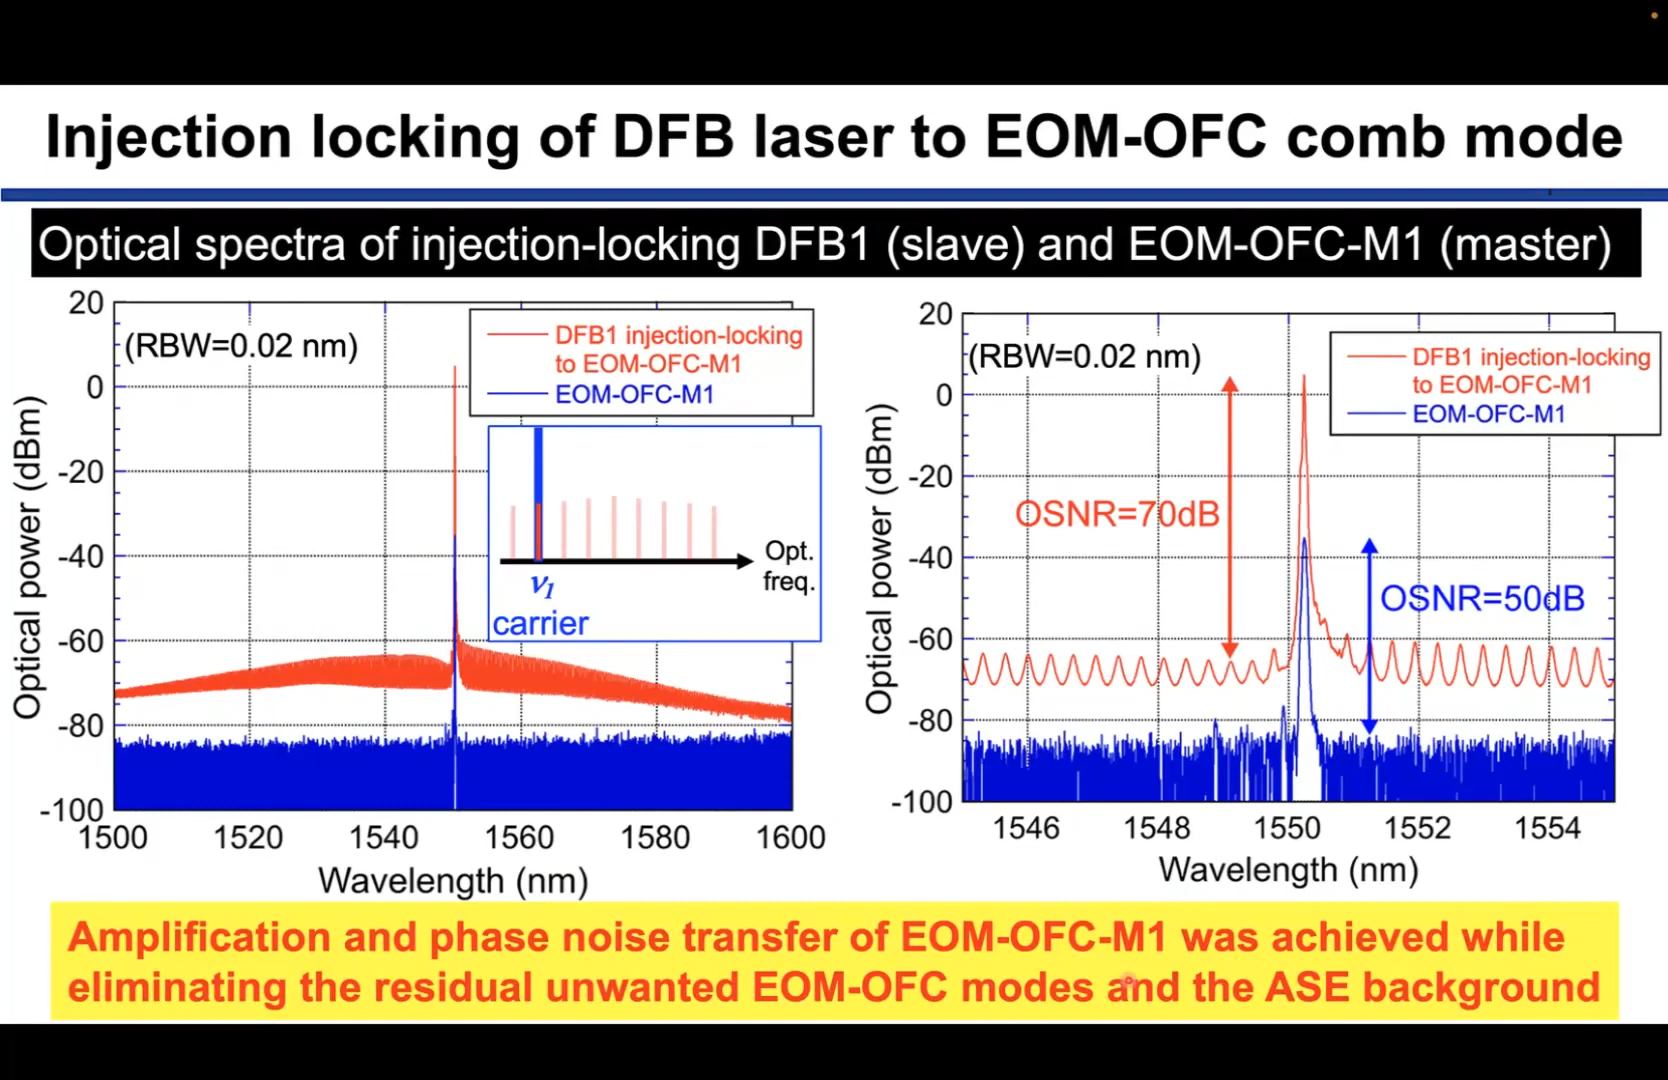 Injection locking of DFB laser to EOM-OFC comb mode
Optical spectra of injection-locking DFB1 (slave) and EOM-OFC-M1 (master)
20
0
-20
-40
-60
-80
-100
Optical power (dBm)
(RBW=0.02 nm)
DFB1 injection-locking
to EOM-OFC-M1
EOM-OFC-M1
Opt.
freq.
ν1
carrier
1500
1520
1540
1560
1580
1600
Wavelength (nm)
20
0
-20
-40
-60
-80
-100
Optical power (dBm)
(RBW=0.02 nm)
DFB1 injection-locking
to EOM-OFC-M1
EOM-OFC-M1
OSNR=70dB
OSNR=50dB
1546
1548
1550
1552
1554
Wavelength (nm)
Amplification and phase noise transfer of EOM-OFC-M1 was achieved while
eliminating the residual unwanted EOM-OFC modes and the ASE background